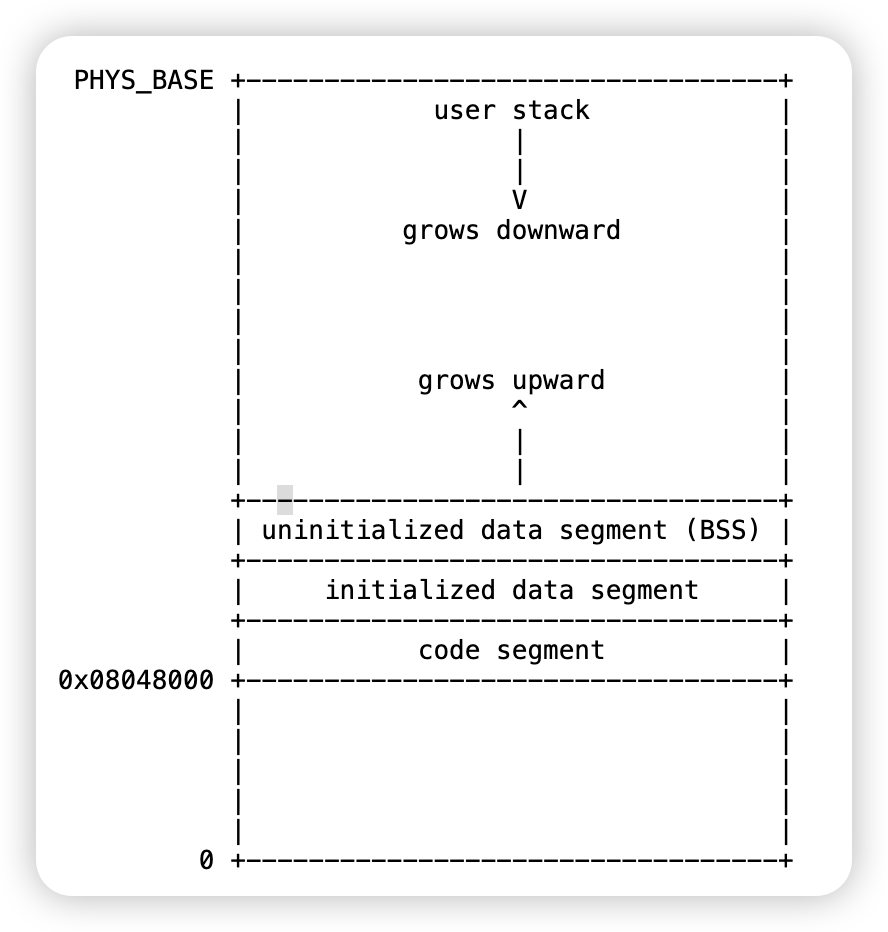 PHYS_BASE +----------------------------------+
| user stack |
| | |
| | |
| V |
| grows downward |
| |
| |
| |
| |
| grows upward |
| ^ |
| | |
| | |
+----------------------------------+
| uninitialized data segment (BSS) |
+----------------------------------+
| initialized data segment |
+----------------------------------+
| code segment |
0x08048000 +----------------------------------+
| |
| |
| |
| |
| |
0 +----------------------------------+